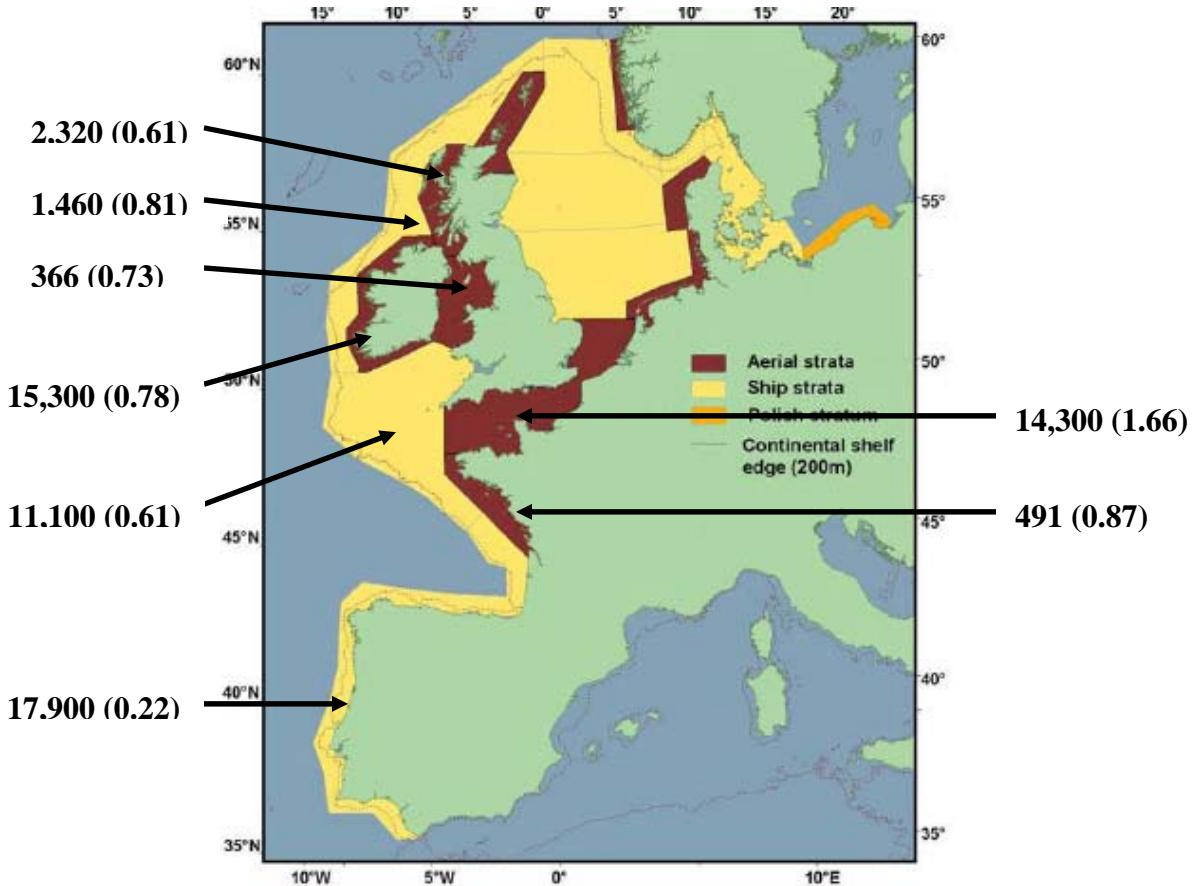 15° 10° 5° 0° 5° 10° 15° 20°
60°N 60°
2,320 (0.61)
1,460 (0.81)
55°N 55°
366 (0.73)
15,300 (0.78)
50°N 50°
Aerial strata
Ship strata
Polish stratum
Continental shelf
edge (200m)
14,300 (1.66)
11,100 (0.61)
491 (0.87)
45°N 45°
17,900 (0.22)
40°N 40°
35°N 35°
10°W 5°W 0° 10°E